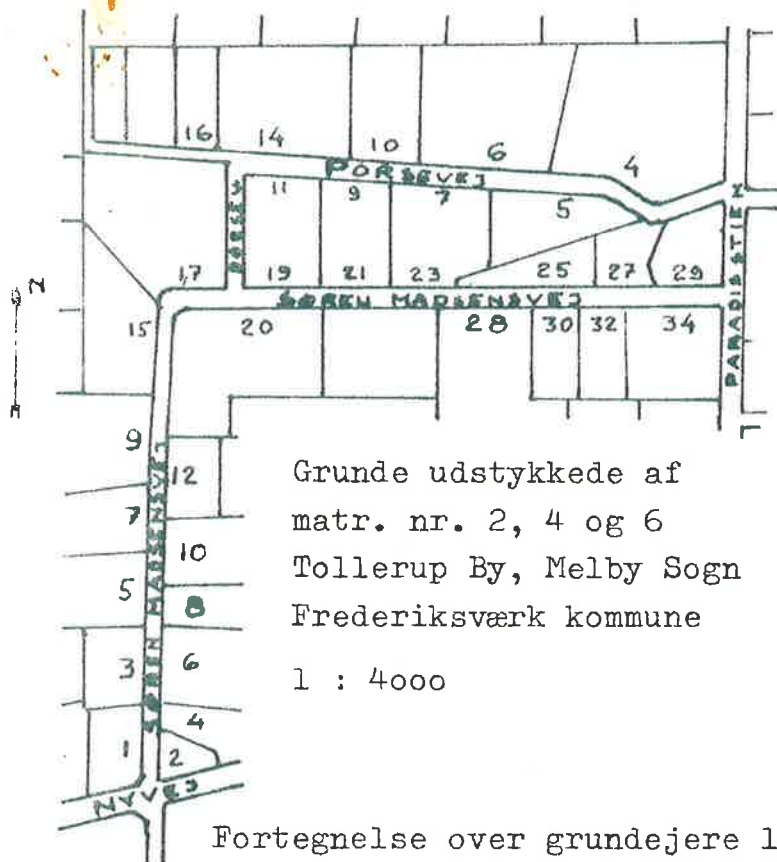 16 14 10 6 4
PORSEVEJ
11 9 7 5
PORSEV
17 19 21 23 25 27 29
PARADISSTIEN
N
SØREN MADSENSVEJ
15 20 28 30 32 34
9
12
7
10
5
8
SØREN MADSENSVEJ
3 6
4
1 2
NYVEJ
Grunde udstykkede af
matr. nr. 2, 4 og 6
Tollerup By, Melby Sogn
Frederiksværk kommune
1 : 4ooo
Fortegnelse over grundejere 1